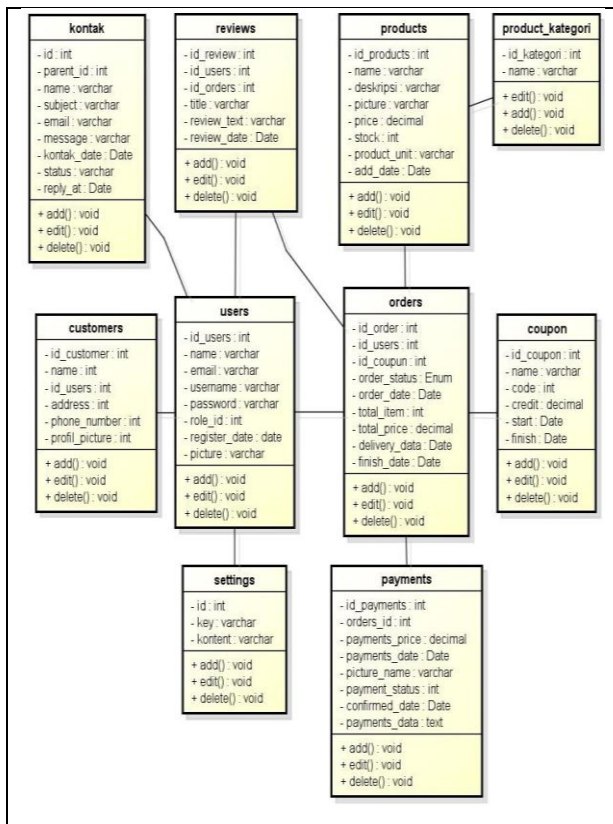 kontak
- id : int
- parent_id : int
- name : varchar
- subject : varchar
- email : varchar
- message : varchar
- kontak_date : Date
- status : varchar
- reply_at : Date
+ add() : void
+ edit() : void
+ delete() : void
reviews
- id_review : int
- id_users : int
- id_orders : int
- title : varchar
- review_text : varchar
- review_date : Date
+ add() : void
+ edit() : void
+ delete() : void
products
- id_products : int
- name : varchar
- deskripsi : varchar
- picture : varchar
- price : decimal
- stock : int
- product_unit : varchar
- add_date : Date
+ add() : void
+ edit() : void
+ delete() : void
product_kategori
- id_kategori : int
- name : varchar
+ edit() : void
+ add() : void
+ delete() : void
customers
- id_customer : int
- name : int
- id_users : int
- address : int
- phone_number : int
- profil_picture : int
+ add() : void
+ edit() : void
+ delete() : void
users
- id_users : int
- name : varchar
- email : varchar
- username : varchar
- password : varchar
- role_id : int
- register_date : date
- picture : varchar
+ add() : void
+ edit() : void
+ delete() : void
orders
- id_order : int
- id_users : int
- id_coupun : int
- order_status : Enum
- order_date : Date
- total_item : int
- total_price : decimal
- delivery_data : Date
- finish_date : Date
+ add() : void
+ edit() : void
+ delete() : void
coupon
- id_coupon : int
- name : varchar
- code : int
- credit : decimal
- start : Date
- finish : Date
+ add() : void
+ edit() : void
+ delete() : void
settings
- id : int
- key : varchar
- kontent : varchar
+ add() : void
+ edit() : void
+ delete() : void
payments
- id_payments : int
- orders_id : int
- payments_price : decimal
- payments_date : Date
- picture_name : varchar
- payment_status : int
- confirmed_date : Date
- payments_data : text
+ add() : void
+ edit() : void
+ delete() : void